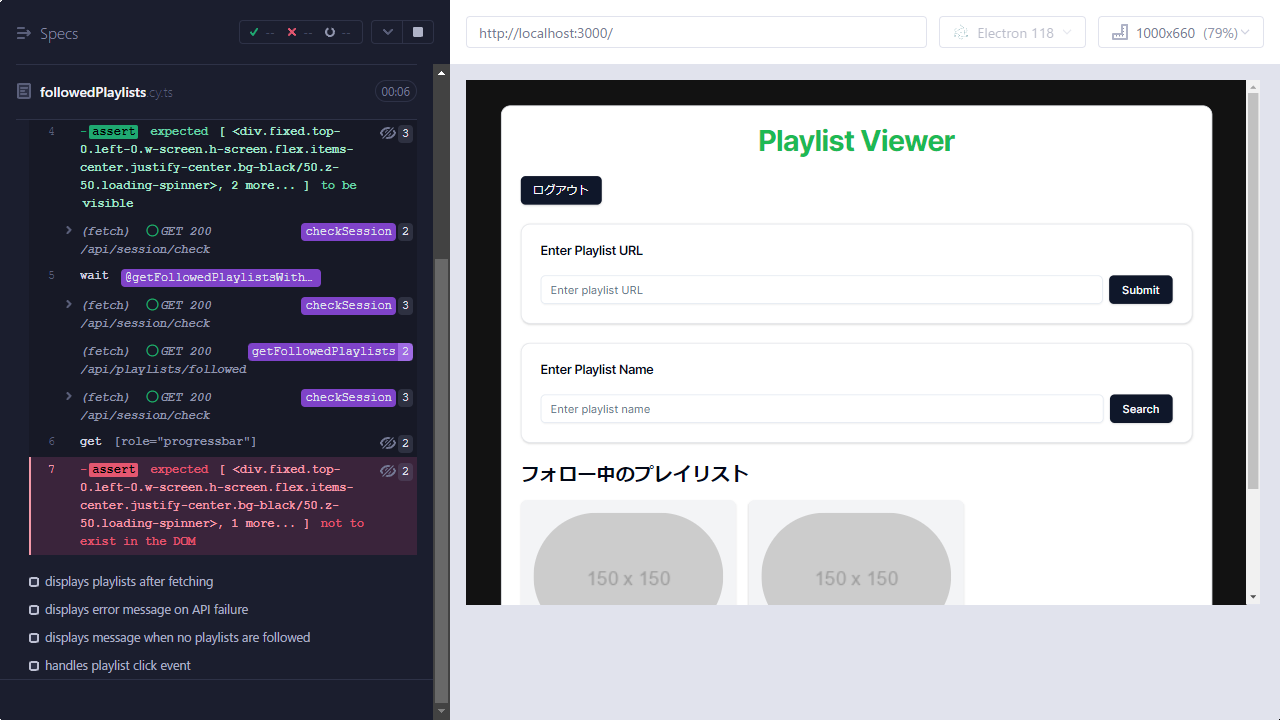 Specs
--
--
--
followedPlaylists.cy.ts
00:06
4
-assert expected [ <div.fixed.top-
0.left-0.w-screen.h-screen.flex.items-
center.justify-center.bg-black/50.z-
50.loading-spinner>, 2 more... ] to be
visible
3
(fetch) GET 200
/api/session/check
checkSession 2
5 wait @getFollowedPlaylistsWith…
(fetch) GET 200
/api/session/check
checkSession 3
(fetch) GET 200
/api/playlists/followed
getFollowedPlaylists 2
(fetch) GET 200
/api/session/check
checkSession 3
6 get [role="progressbar"] 2
7
-assert expected [ <div.fixed.top-
0.left-0.w-screen.h-screen.flex.items-
center.justify-center.bg-black/50.z-
50.loading-spinner>, 1 more... ] not to
exist in the DOM
2
displays playlists after fetching
displays error message on API failure
displays message when no playlists are followed
handles playlist click event
http://localhost:3000/
Electron 118
1000x660 (79%)
Playlist Viewer
ログアウト
Enter Playlist URL
Enter playlist URL
Submit
Enter Playlist Name
Enter playlist name
Search
フォロー中のプレイリスト
150 x 150
150 x 150